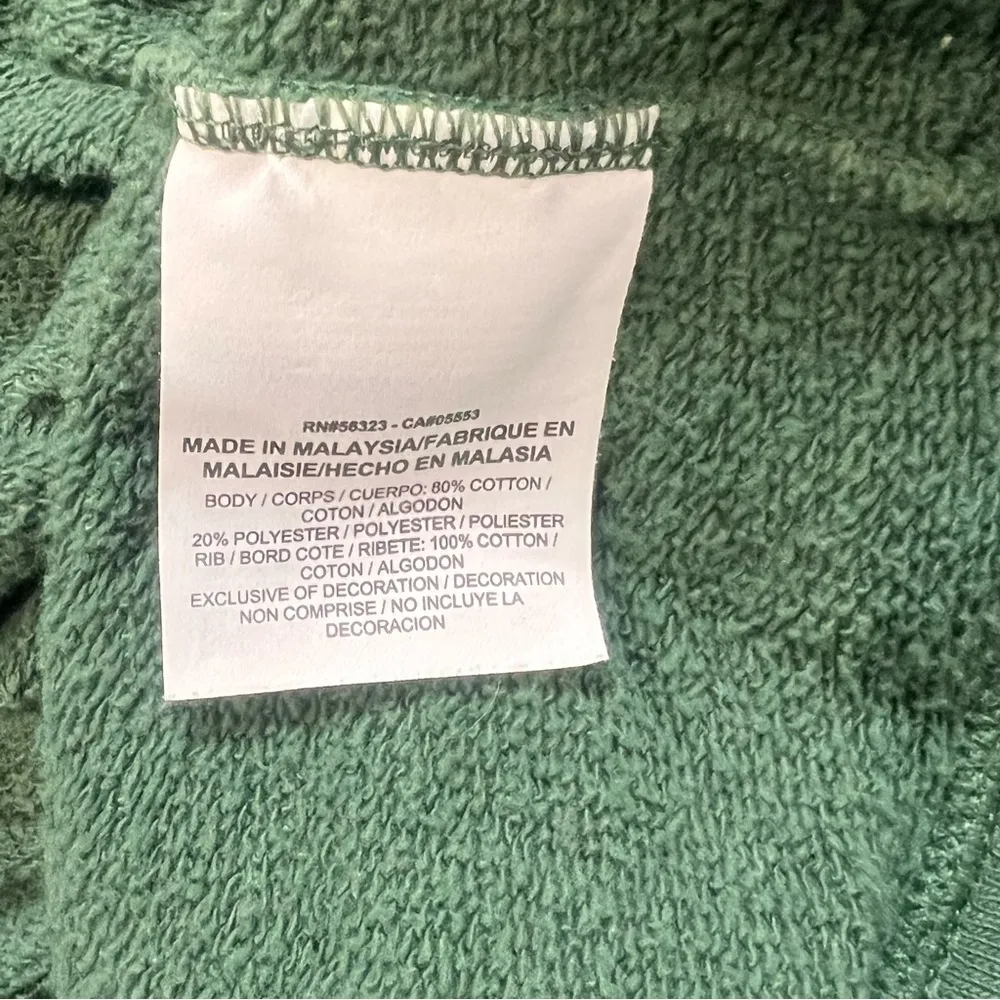 RN#56323 - CA#05553
MADE IN MALAYSIA/FABRIQUE EN
MALAISIE/HECHO EN MALASIA
BODY / CORPS / CUERPO: 80% COTTON /
COTON / ALGODON
20% POLYESTER / POLYESTER / POLIESTER
RIB / BORD COTE / RIBETE: 100% COTTON /
COTON / ALGODON
EXCLUSIVE OF DECORATION / DECORATION
NON COMPRISE / NO INCLUYE LA
DECORACION